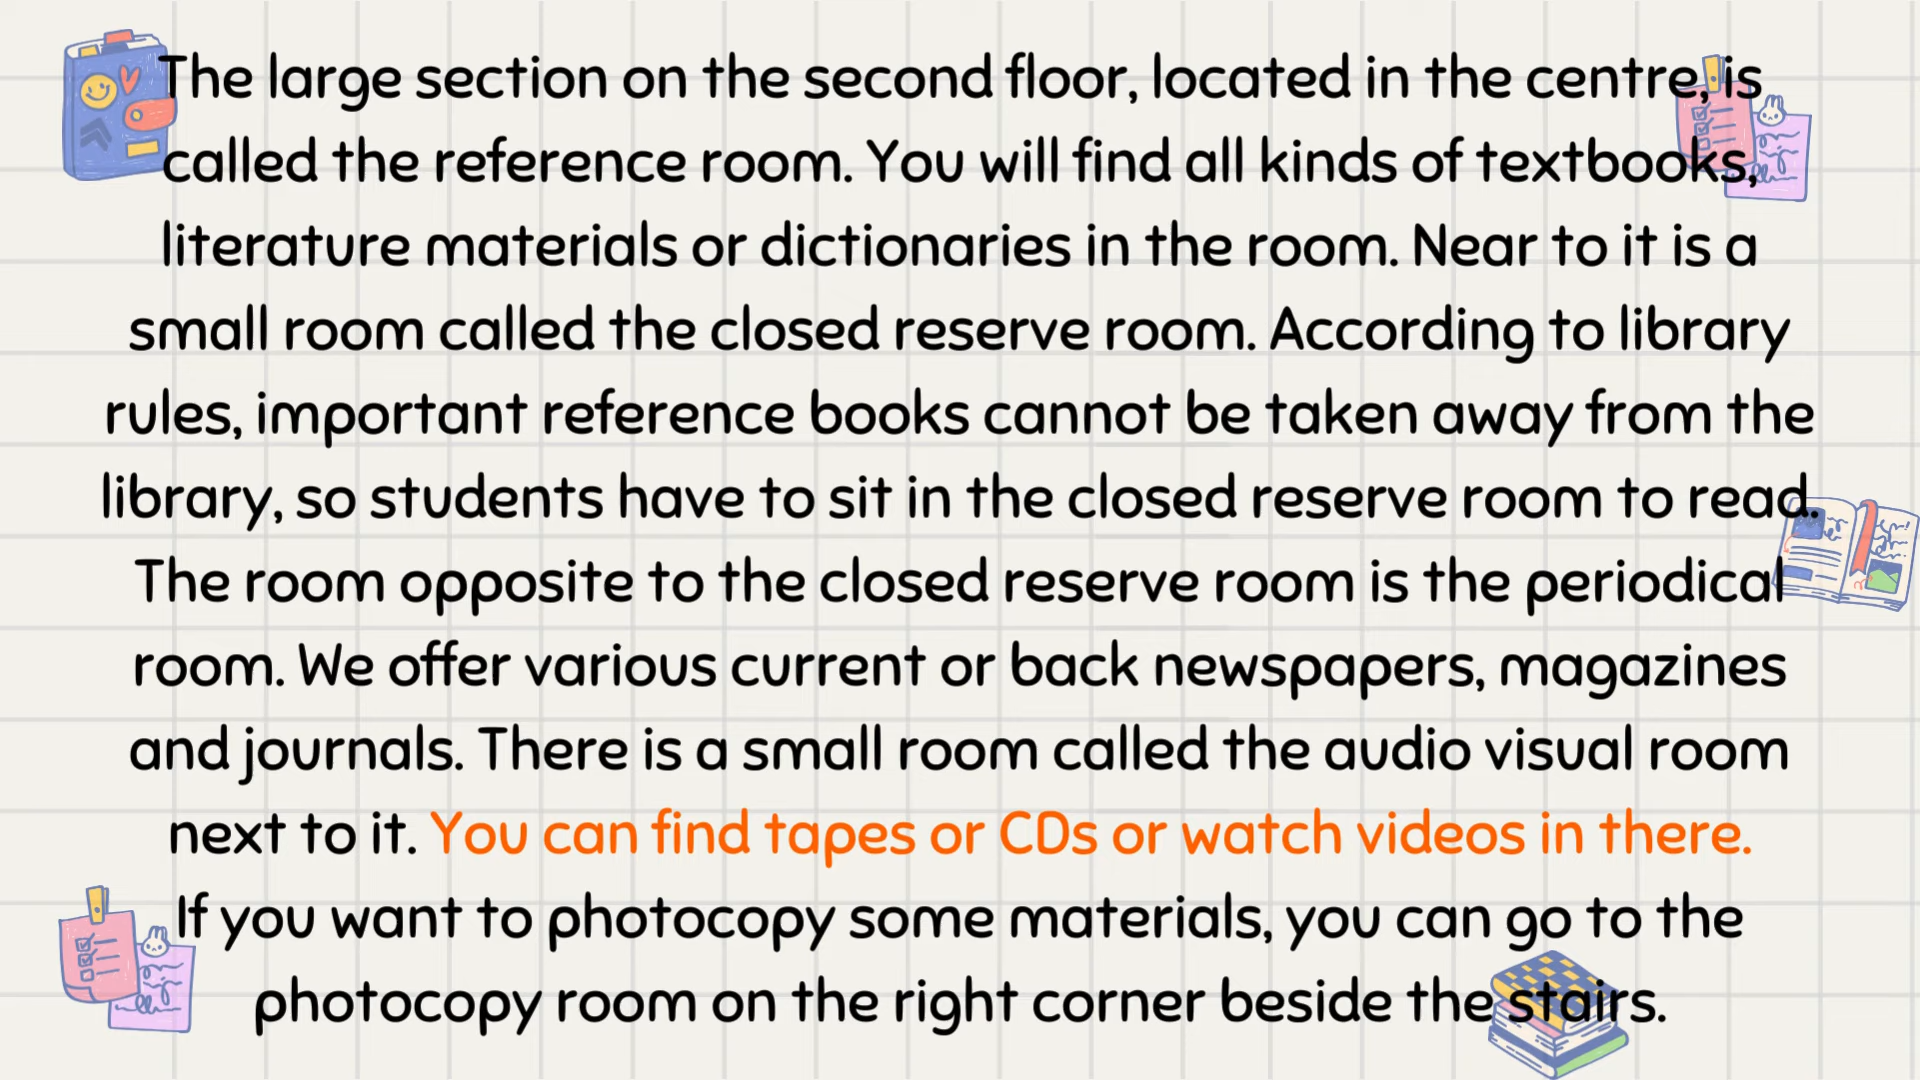 The large section on the second floor, located in the centre, is
called the reference room. You will find all kinds of textbooks,
literature materials or dictionaries in the room. Near to it is a
small room called the closed reserve room. According to library
rules, important reference books cannot be taken away from the
library, so students have to sit in the closed reserve room to read.
The room opposite to the closed reserve room is the periodical
room. We offer various current or back newspapers, magazines
and journals. There is a small room called the audio visual room
next to it. You can find tapes or CDs or watch videos in there.
If you want to photocopy some materials, you can go to the
photocopy room on the right corner beside the stairs.